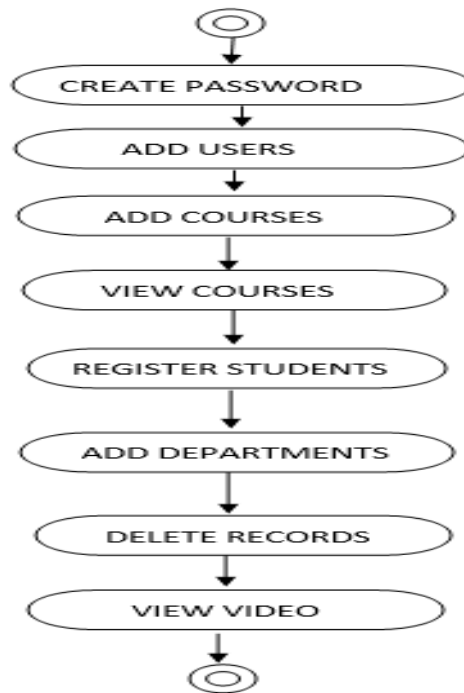 CREATE PASSWORD
ADD USERS
ADD COURSES
VIEW COURSES
REGISTER STUDENTS
ADD DEPARTMENTS
DELETE RECORDS
VIEW VIDEO